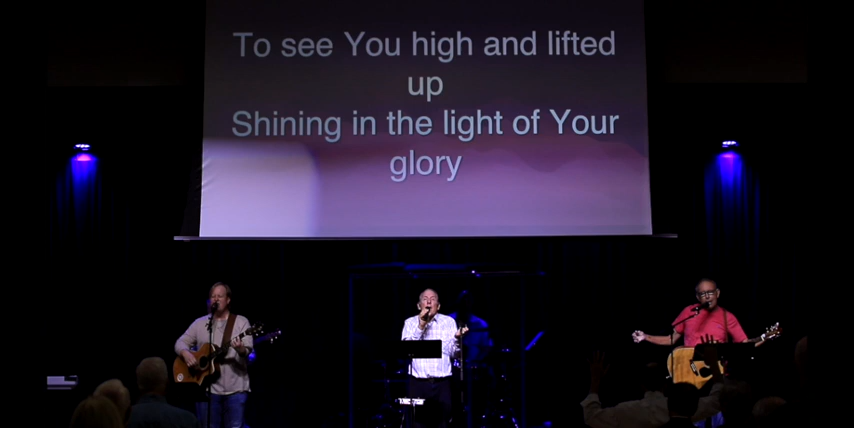 To see You high and lifted
up
Shining in the light of Your
glory